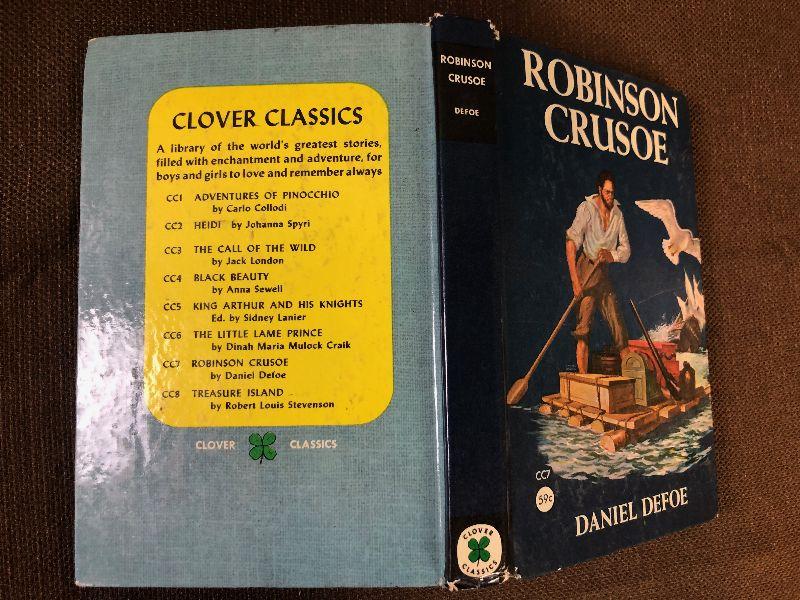 CLOVER CLASSICS
A library of the world's greatest stories,
filled with enchantment and adventure, for
boys and girls to love and remember always
CC1 ADVENTURES OF PINOCCHIO
by Carlo Collodi
CC2 HEIDI by Johanna Spyri
CC3 THE CALL OF THE WILD
by Jack London
CC4 BLACK BEAUTY
by Anna Sewell
CC5 KING ARTHUR AND HIS KNIGHTS
Ed. by Sidney Lanier
CC6 THE LITTLE LAME PRINCE
by Dinah Maria Mulock Craik
CC7 ROBINSON CRUSOE
by Daniel Defoe
CC8 TREASURE ISLAND
by Robert Louis Stevenson
CLOVER CLASSICS
ROBINSON
CRUSOE
DEFOE
CLOVER
CLASSICS
ROBINSON
CRUSOE
CC7
59c
DANIEL DEFOE